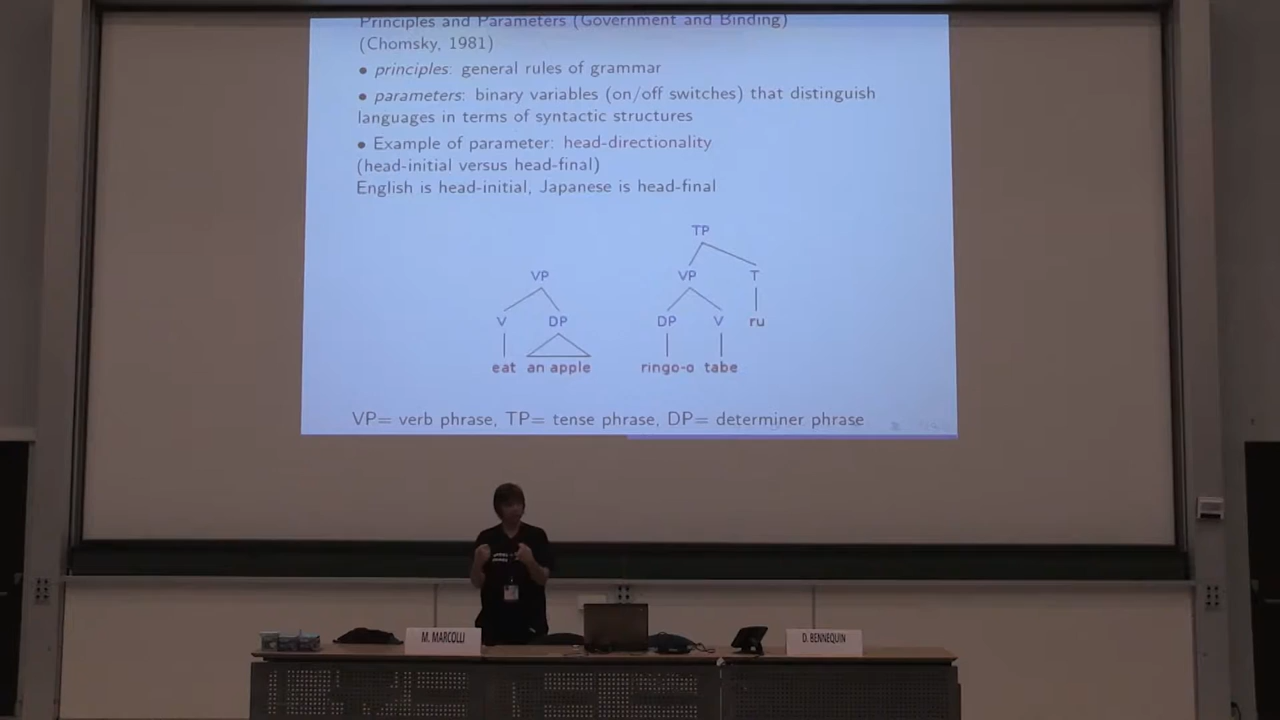 Principles and Parameters (Government and Binding)
(Chomsky, 1981)
• principles: general rules of grammar
• parameters: binary variables (on/off switches) that distinguish
languages in terms of syntactic structures
• Example of parameter: head-directionality
(head-initial versus head-final)
English is head-initial, Japanese is head-final
TP
VP VP T
V DP DP V ru
eat an apple ringo-o tabe
VP= verb phrase, TP= tense phrase, DP= determiner phrase
M. MARCOLLI
D. BENNEQUIN